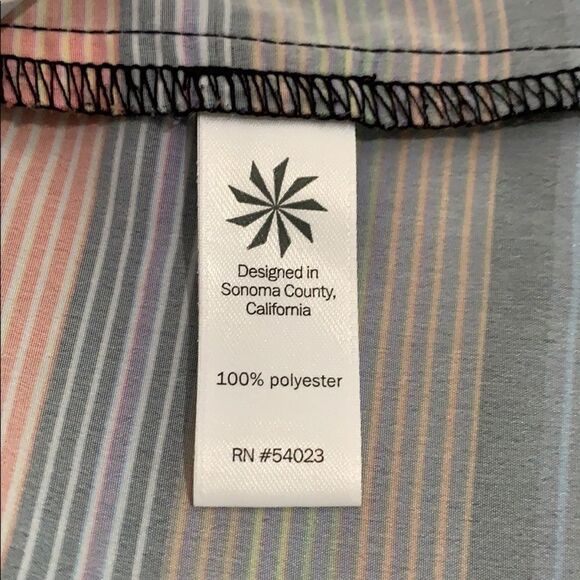 Designed in
Sonoma County,
California
100% polyester
RN #54023